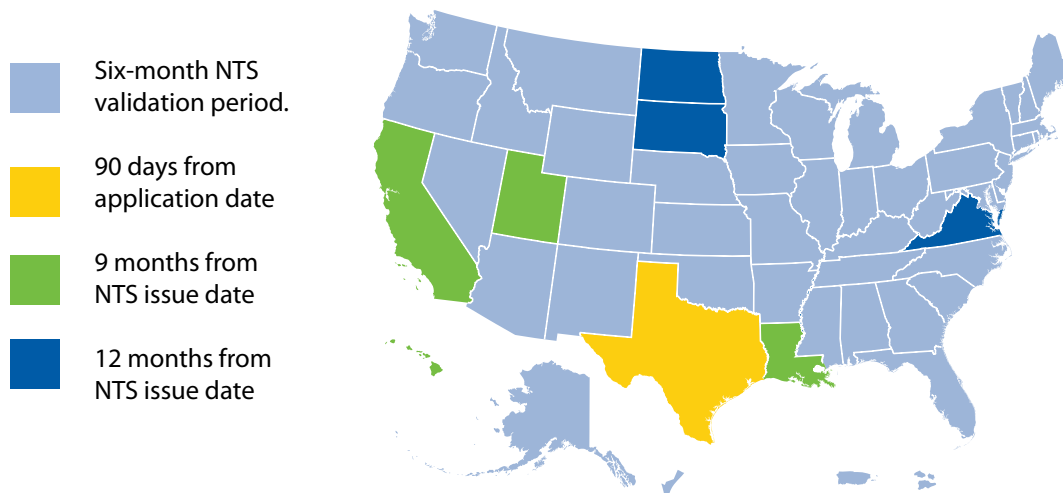 Six-month NTS
validation period.
90 days from
application date
9 months from
NTS issue date
12 months from
NTS issue date